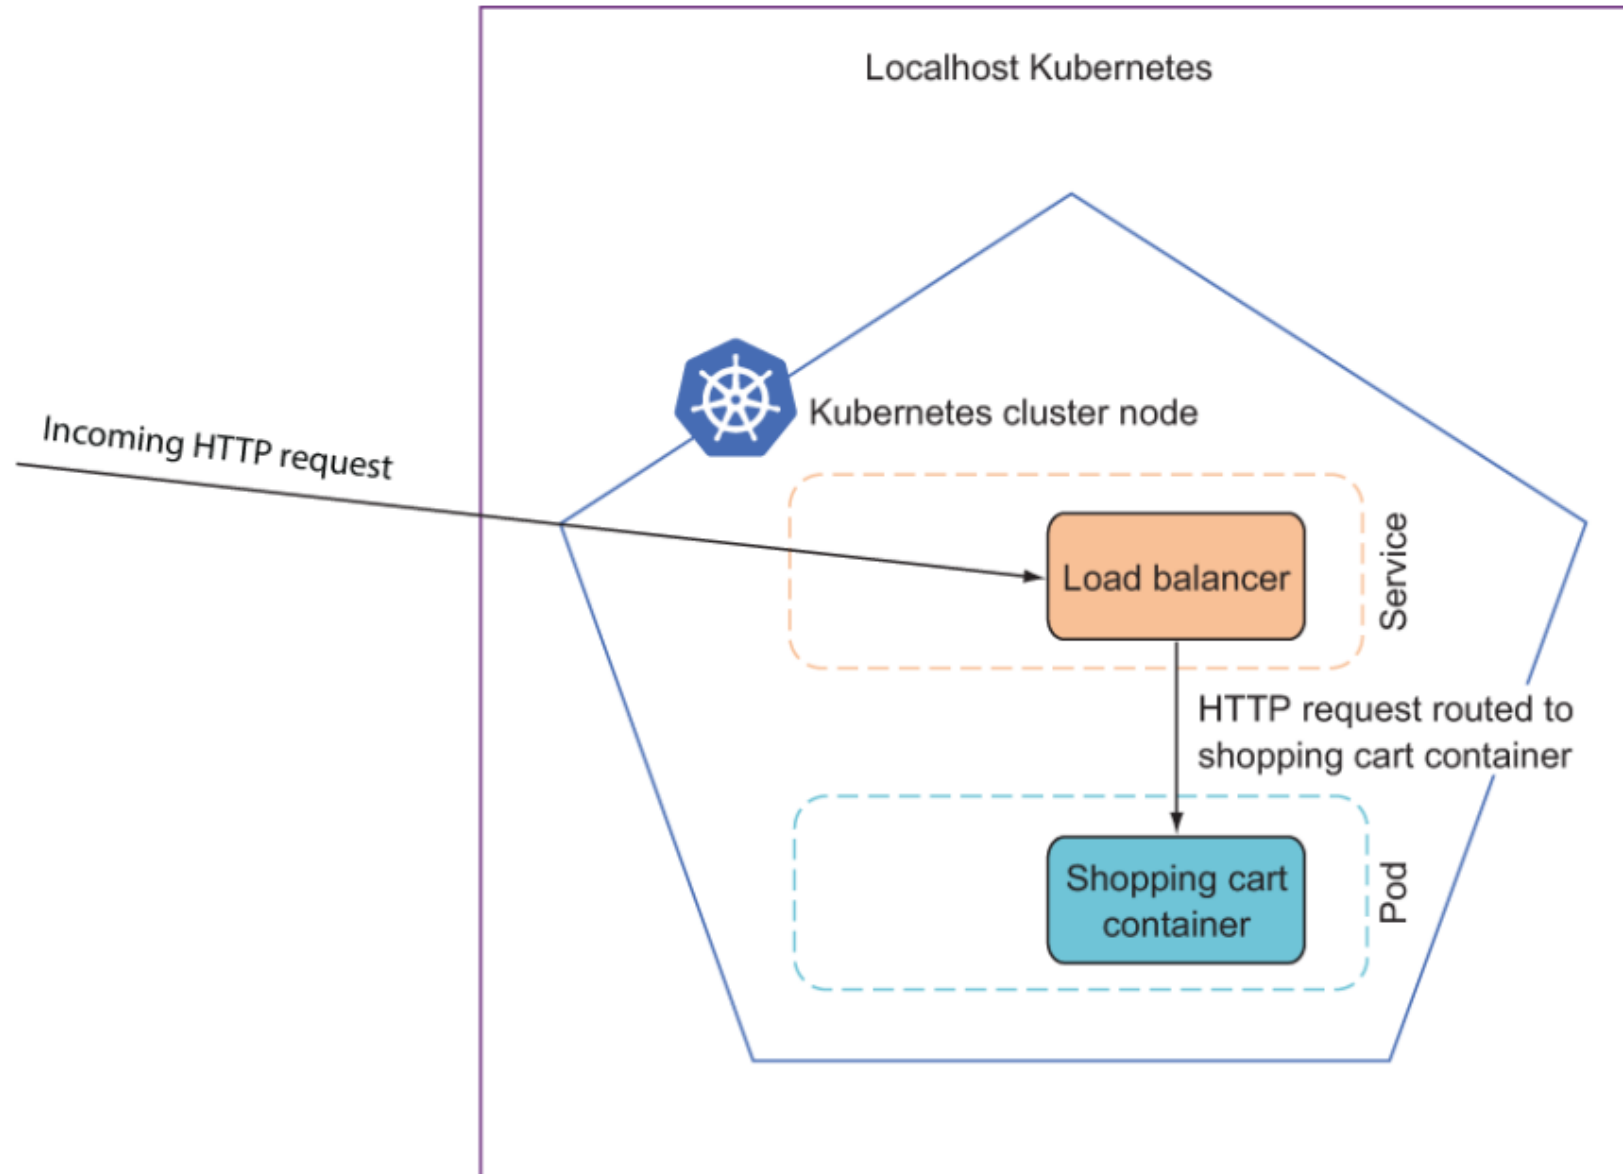 Localhost Kubernetes
Kubernetes cluster node
Incoming HTTP request
Load balancer
Service
HTTP request routed to
shopping cart container
Shopping cart
container
Pod